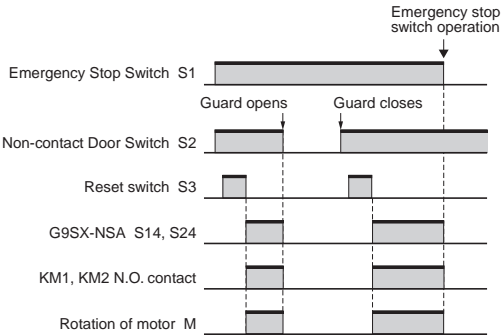 Emergency stop
switch operation
Emergency Stop Switch S1
Guard opens
Guard closes
Non-contact Door Switch S2
Reset switch S3
G9SX-NSA S14, S24
KM1, KM2 N.O. contact
Rotation of motor M